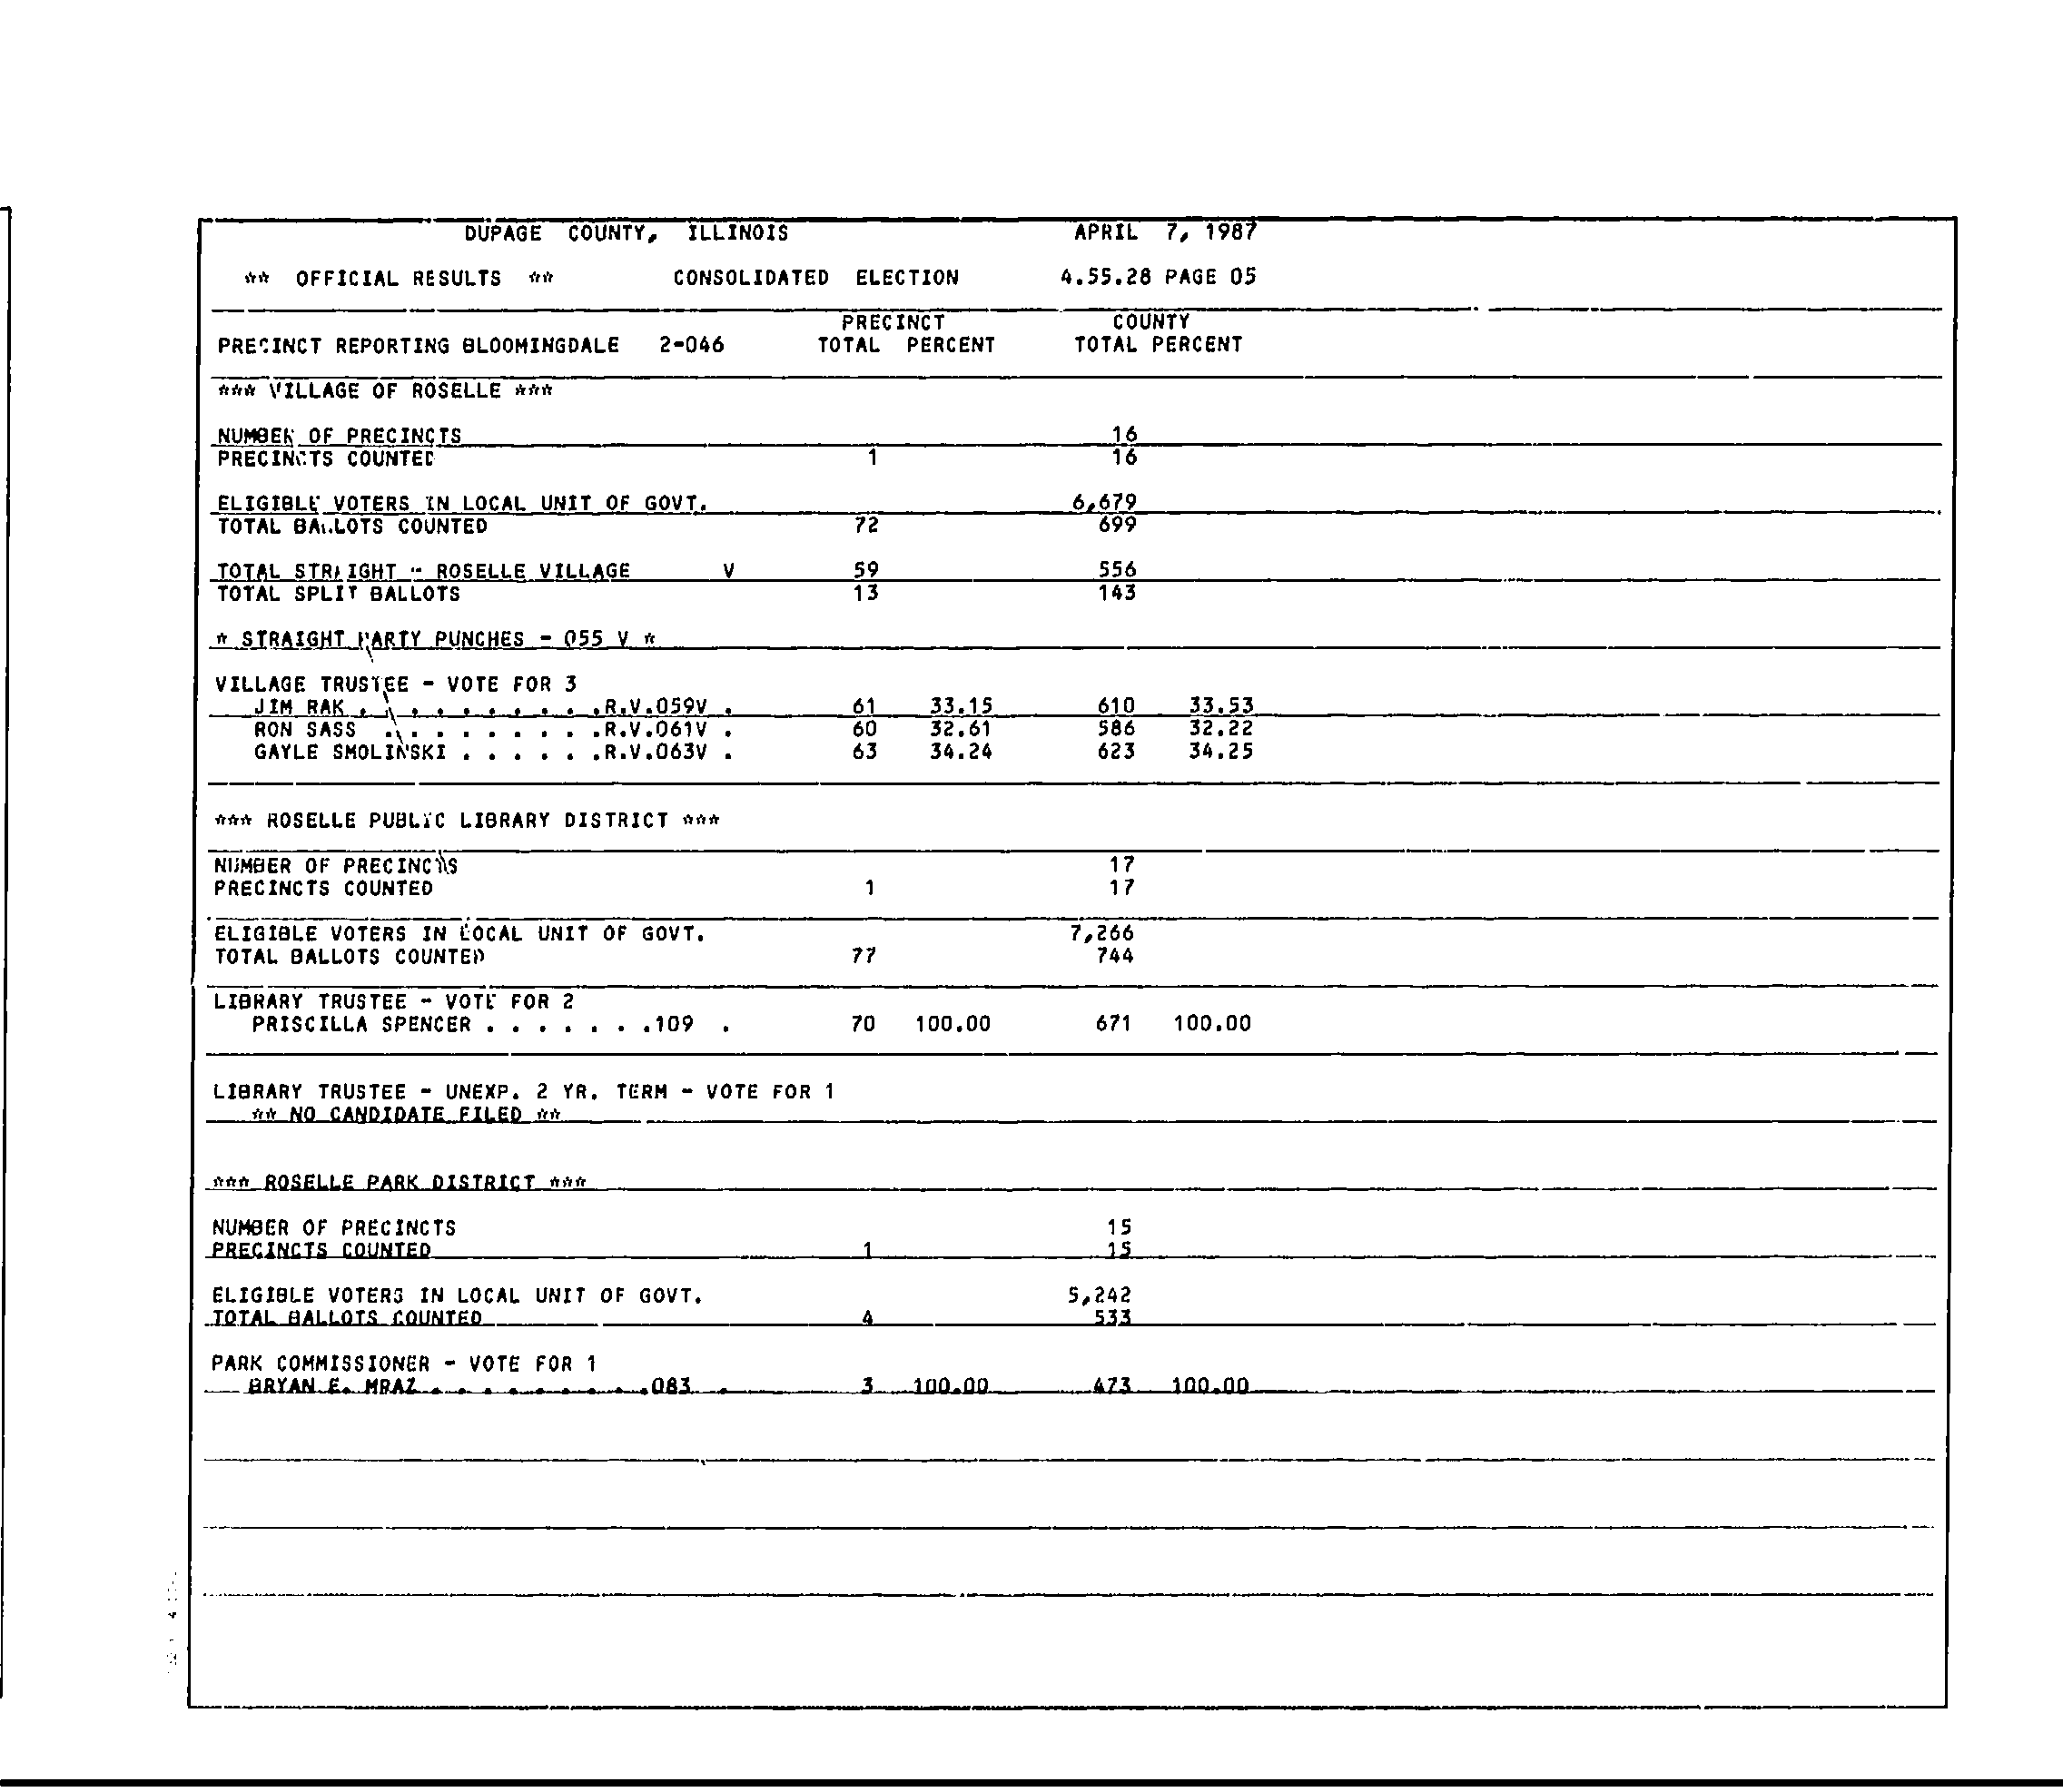 DUPAGE COUNTY, ILLINOIS APRIL 7, 1987
** OFFICIAL RESULTS ** CONSOLIDATED ELECTION 4.55.28 PAGE 05
PRECINCT COUNTY
PRECINCT REPORTING BLOOMINGDALE 2-046 TOTAL PERCENT TOTAL PERCENT
*** VILLAGE OF ROSELLE ***
NUMBER OF PRECINCTS 16
PRECINCTS COUNTED 1 16
ELIGIBLE VOTERS IN LOCAL UNIT OF GOVT. 6,679
TOTAL BALLOTS COUNTED 72 699
TOTAL STRAIGHT - ROSELLE VILLAGE V 59 556
TOTAL SPLIT BALLOTS 13 143
* STRAIGHT PARTY PUNCHES - 055 V *
VILLAGE TRUSTEE - VOTE FOR 3
JIM RAK . . . . . . . . . .R.V.059V . 61 33.15 610 33.53
RON SASS . . . . . . . . .R.V.061V . 60 32.61 586 32.22
GAYLE SMOLINSKI . . . . . .R.V.063V . 63 34.24 623 34.25
*** ROSELLE PUBLIC LIBRARY DISTRICT ***
NUMBER OF PRECINCTS 17
PRECINCTS COUNTED 1 17
ELIGIBLE VOTERS IN LOCAL UNIT OF GOVT. 7,266
TOTAL BALLOTS COUNTED 77 744
LIBRARY TRUSTEE - VOTE FOR 2
PRISCILLA SPENCER . . . . . . .109 . 70 100.00 671 100.00
LIBRARY TRUSTEE - UNEXP. 2 YR. TERM - VOTE FOR 1
** NO CANDIDATE FILED **
*** ROSELLE PARK DISTRICT ***
NUMBER OF PRECINCTS 15
PRECINCTS COUNTED 1 15
ELIGIBLE VOTERS IN LOCAL UNIT OF GOVT. 5,242
TOTAL BALLOTS COUNTED 4 533
PARK COMMISSIONER - VOTE FOR 1
BRYAN E. MRAZ . . . . . . . . .083 . 3 100.00 473 100.00